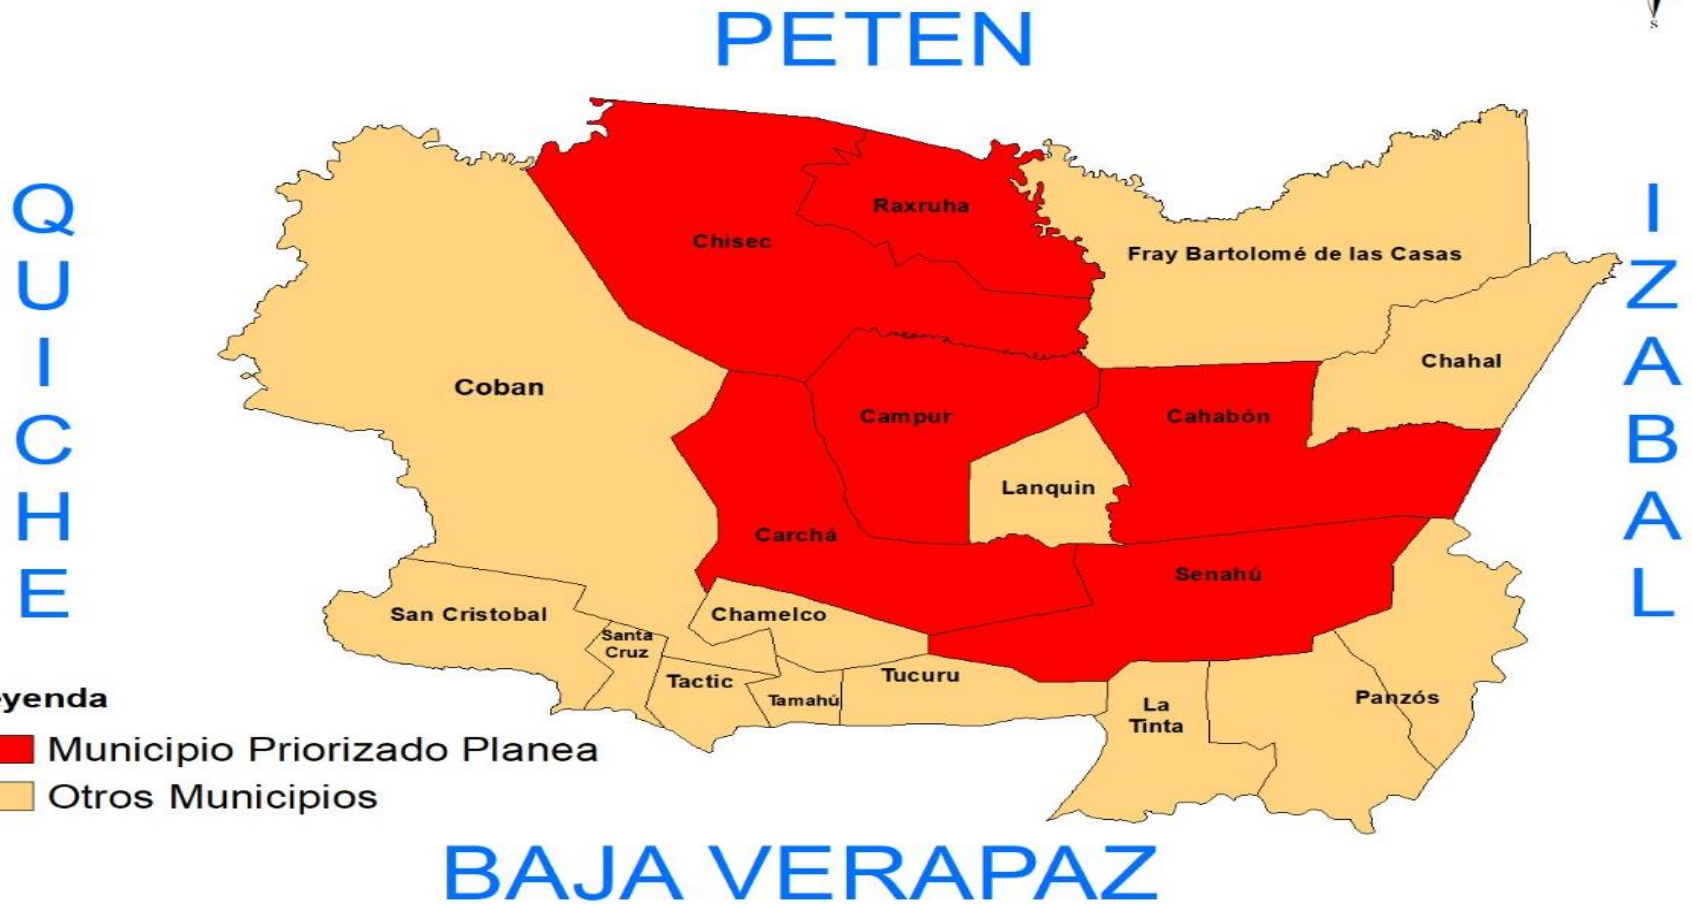 PETEN
S
QUICHE
IZABAL
Raxruha
Chisec
Fray Bartolomé de las Casas
Chahal
Coban
Campur
Cahabón
Lanquin
Carchá
Senahú
San Cristobal
Chamelco
Santa
Cruz
Tactic
Tamahú
Tucuru
La
Tinta
Panzós
eyenda
Municipio Priorizado Planea
Otros Municipios
BAJA VERAPAZ